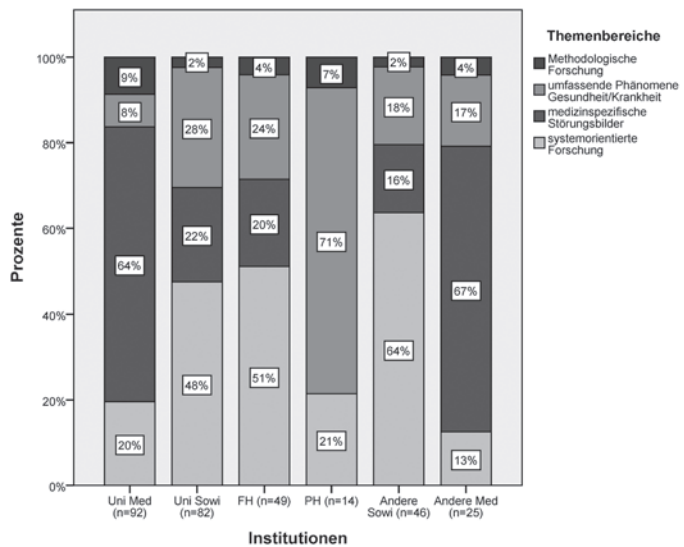 Themenbereiche
Methodologische
Forschung
umfassende Phänomene
Gesundheit/Krankheit
medizinspezifische
Störungsbilder
systemorientierte
Forschung
Prozente
100%
80%
60%
40%
20%
0%
9%
8%
64%
20%
2%
28%
22%
48%
4%
24%
20%
51%
7%
71%
21%
2%
18%
16%
64%
4%
17%
67%
13%
Uni Med
(n=92)
Uni Sowi
(n=82)
FH (n=49)
PH (n=14)
Andere
Sowi (n=46)
Andere Med
(n=25)
Institutionen